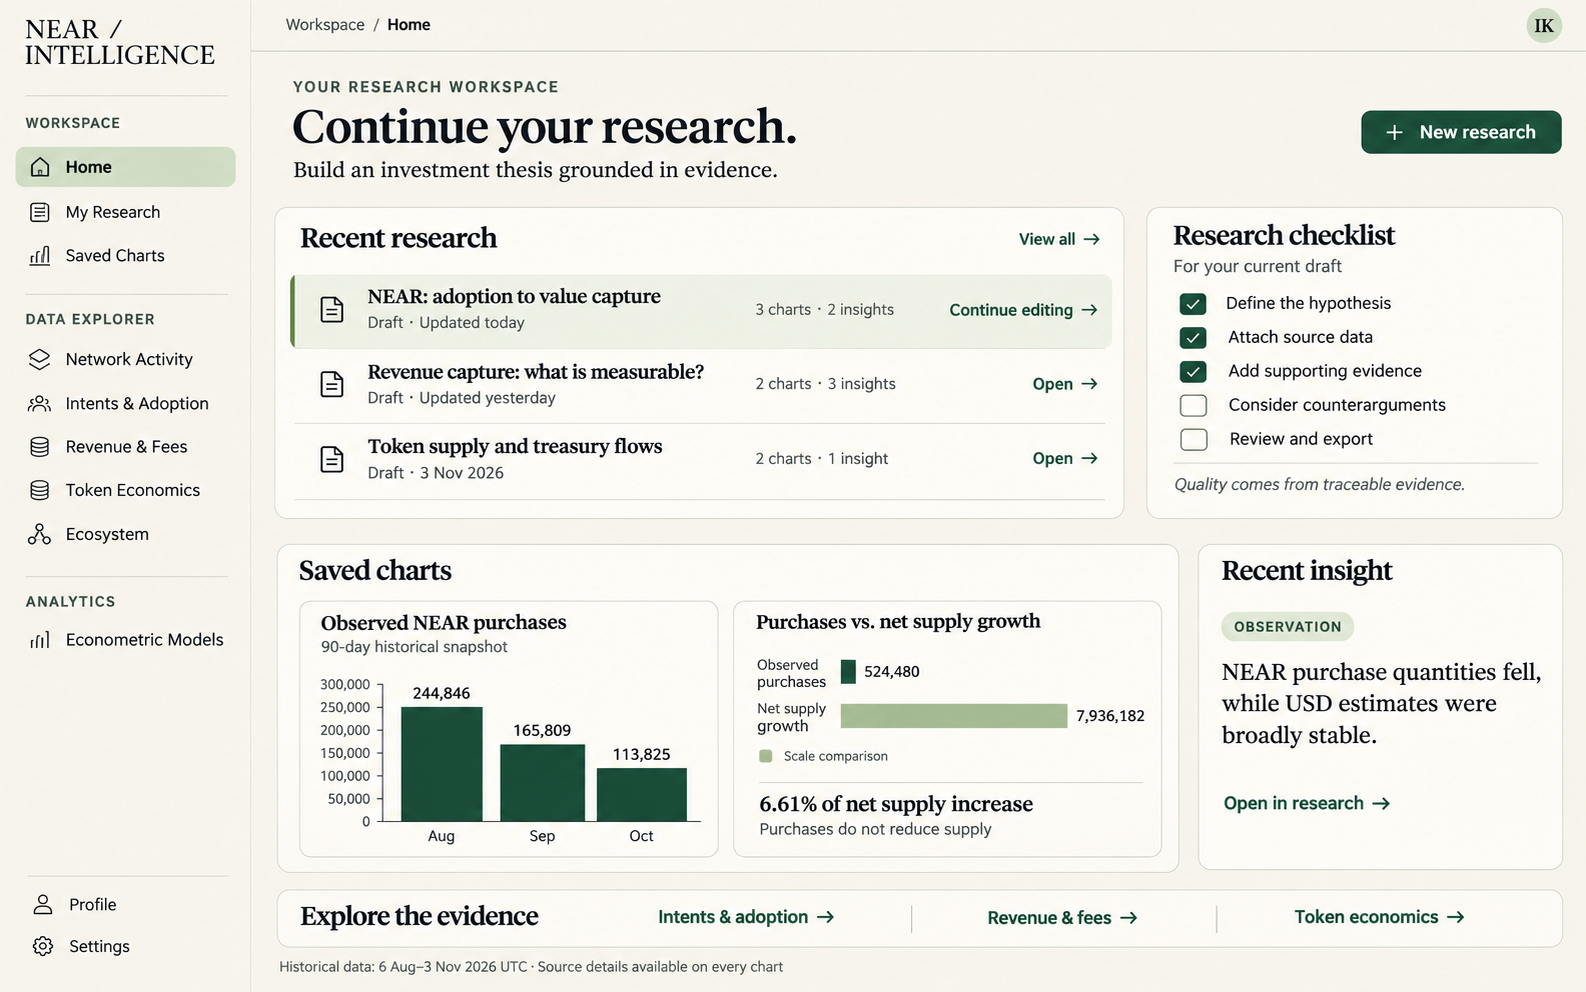 NEAR /
INTELLIGENCE
WORKSPACE
Home
My Research
Saved Charts
DATA EXPLORER
Network Activity
Intents & Adoption
Revenue & Fees
Token Economics
Ecosystem
ANALYTICS
Econometric Models
Profile
Settings
Workspace / Home
IK
YOUR RESEARCH WORKSPACE
Continue your research.
Build an investment thesis grounded in evidence.
+ New research
Recent research
View all →
NEAR: adoption to value capture
Draft · Updated today
3 charts · 2 insights
Continue editing →
Revenue capture: what is measurable?
Draft · Updated yesterday
2 charts · 3 insights
Open →
Token supply and treasury flows
Draft · 3 Nov 2026
2 charts · 1 insight
Open →
Research checklist
For your current draft
Define the hypothesis
Attach source data
Add supporting evidence
Consider counterarguments
Review and export
Quality comes from traceable evidence.
Saved charts
Observed NEAR purchases
90-day historical snapshot
300,000
250,000
200,000
150,000
100,000
50,000
0
244,846
165,809
113,825
Aug
Sep
Oct
Purchases vs. net supply growth
Observed
purchases
524,480
Net supply
growth
7,936,182
Scale comparison
6.61% of net supply increase
Purchases do not reduce supply
Recent insight
OBSERVATION
NEAR purchase quantities fell,
while USD estimates were
broadly stable.
Open in research →
Explore the evidence
Intents & adoption →
Revenue & fees →
Token economics →
Historical data: 6 Aug–3 Nov 2026 UTC · Source details available on every chart